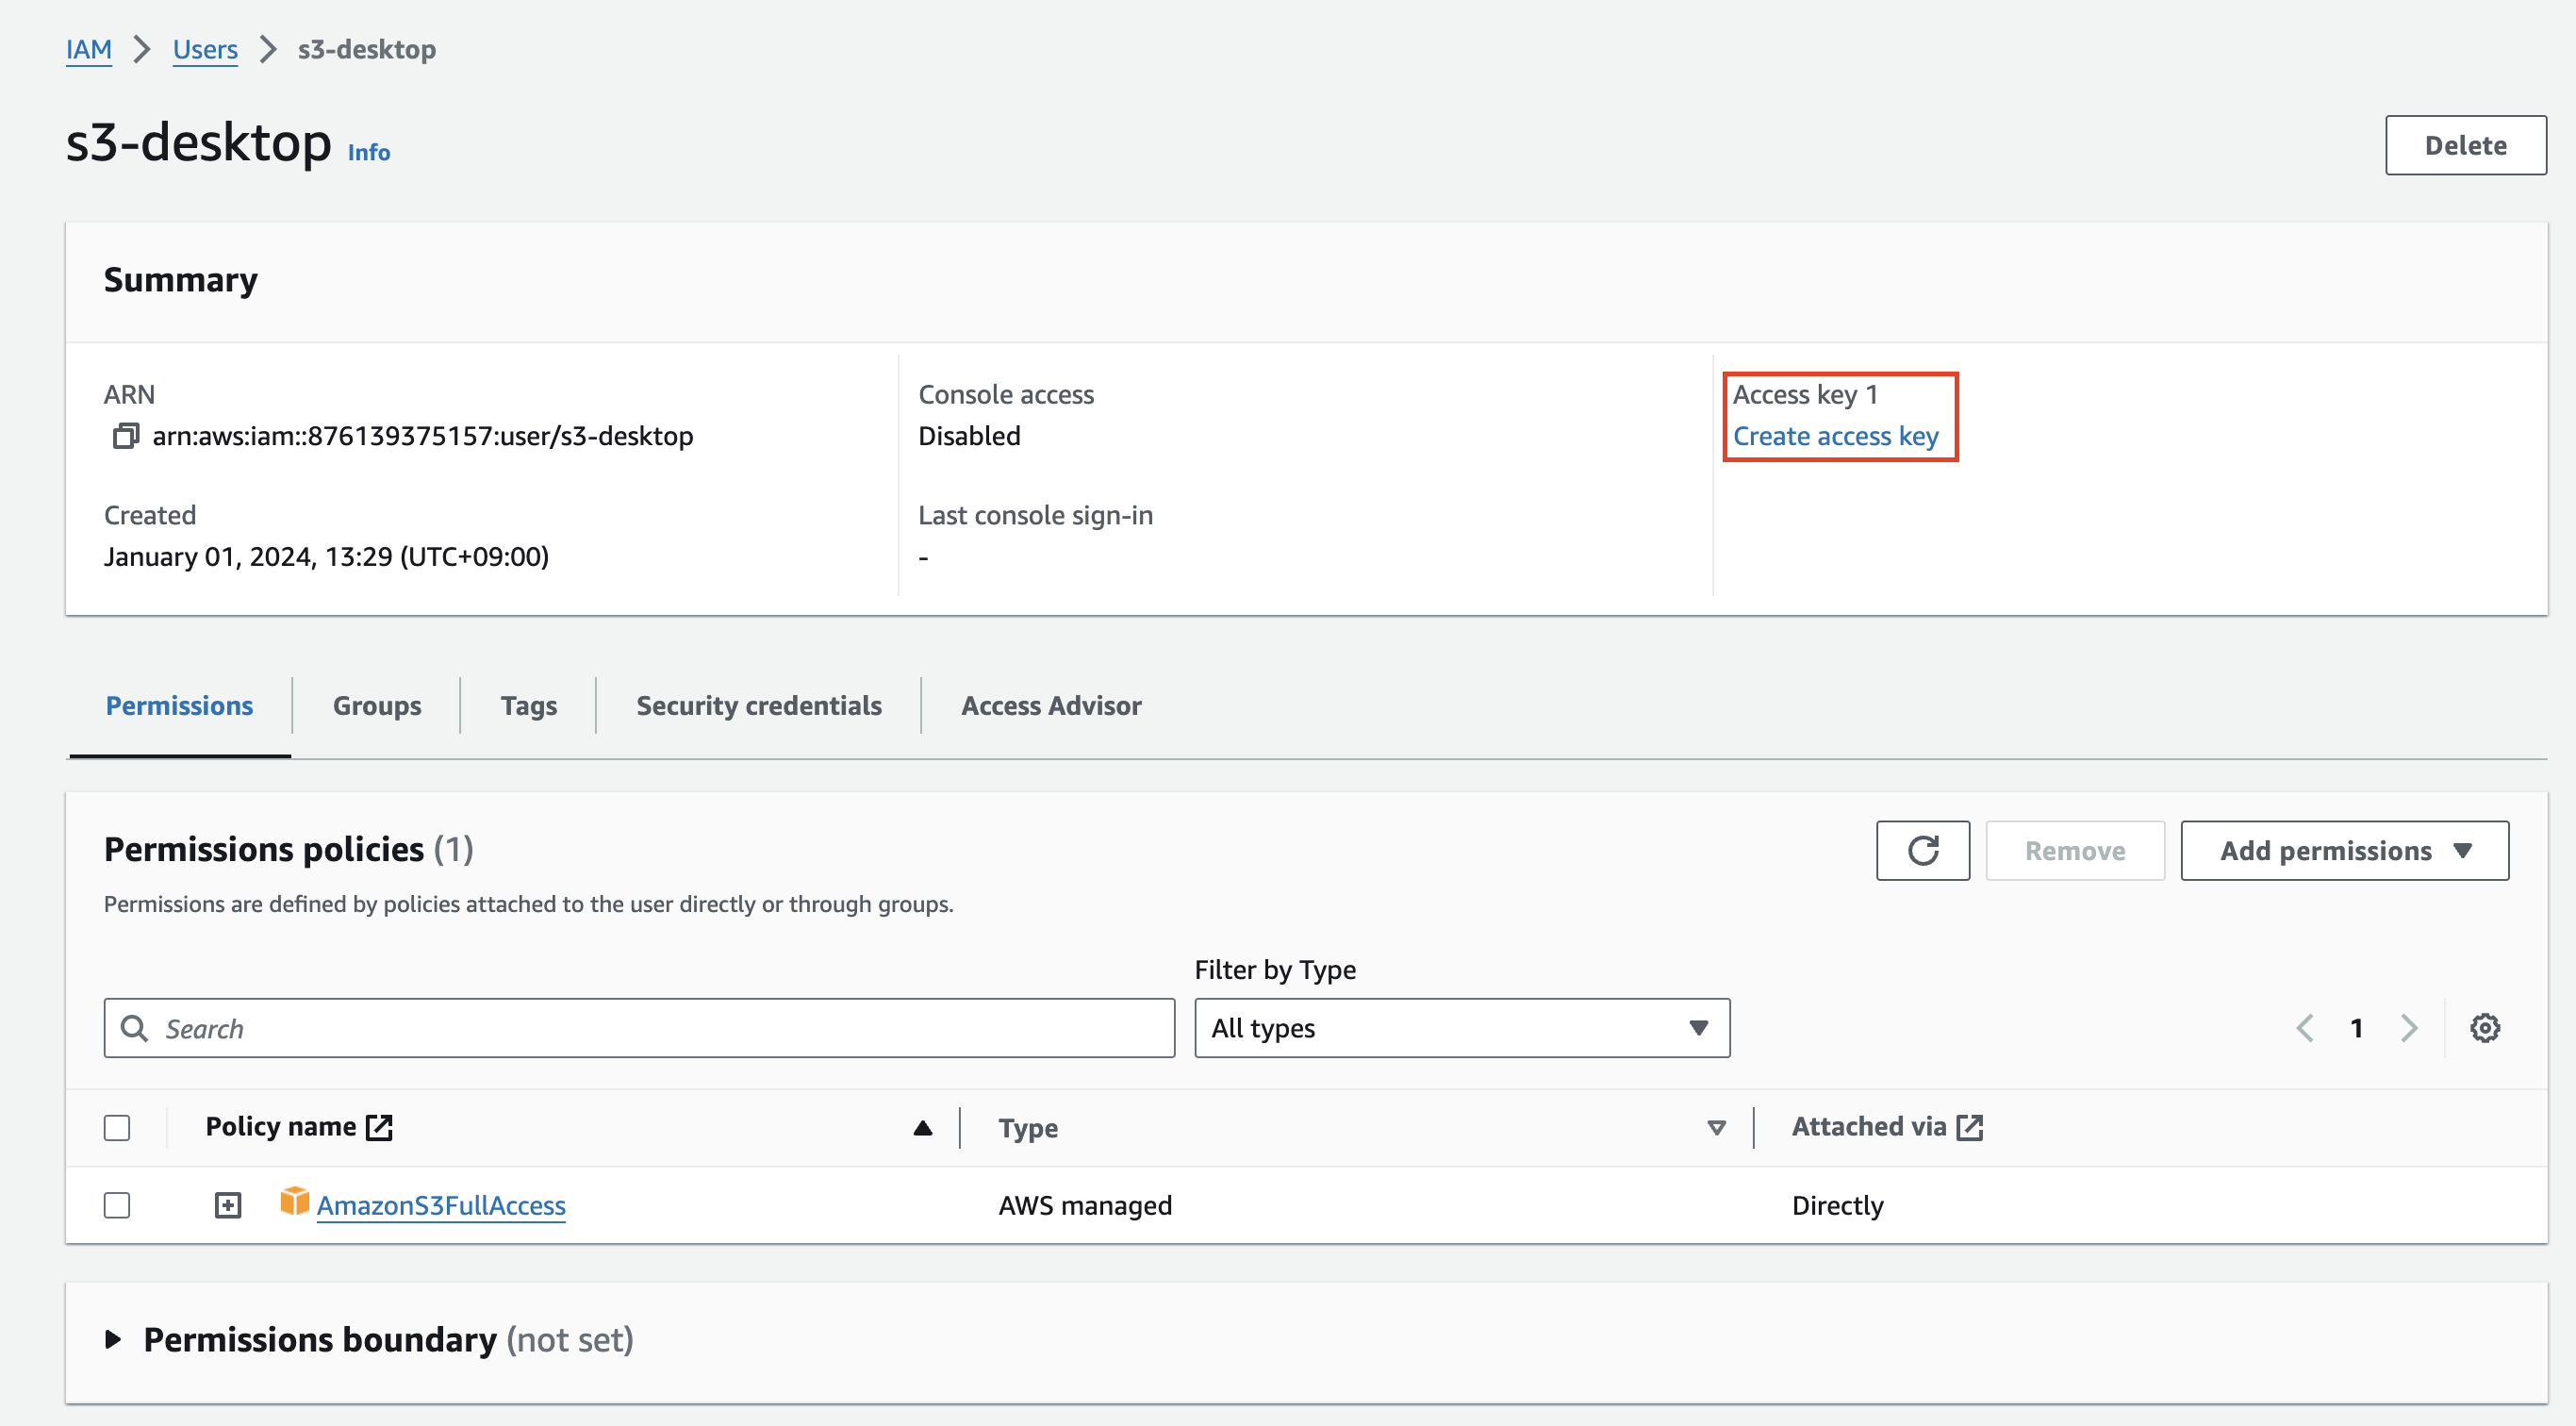 IAM > Users > s3-desktop
s3-desktop Info
Delete
Summary
ARN
arn:aws:iam::876139375157:user/s3-desktop
Created
January 01, 2024, 13:29 (UTC+09:00)
Console access
Disabled
Last console sign-in
-
Access key 1
Create access key
Permissions Groups Tags Security credentials Access Advisor
Permissions policies (1)
Remove Add permissions
Permissions are defined by policies attached to the user directly or through groups.
Filter by Type
Search All types 1
Policy name Type Attached via
AmazonS3FullAccess AWS managed Directly
Permissions boundary (not set)